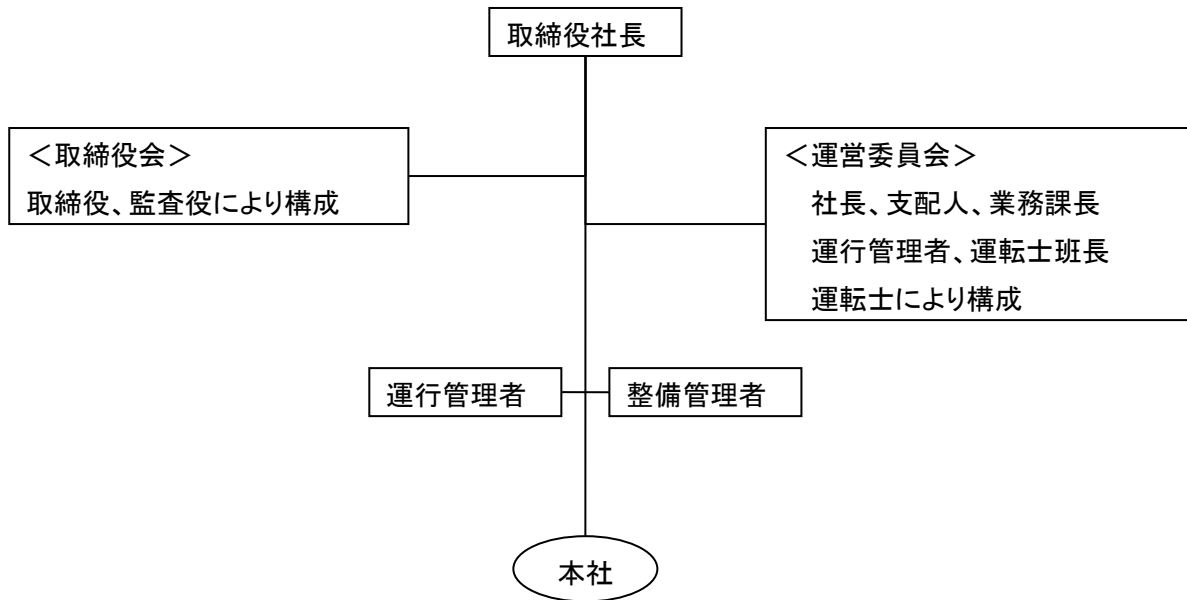 取締役社長
＜取締役会＞
取締役、監査役により構成
＜運営委員会＞
社長、支配人、業務課長
運行管理者、運転士班長
運転士により構成
運行管理者
整備管理者
本社